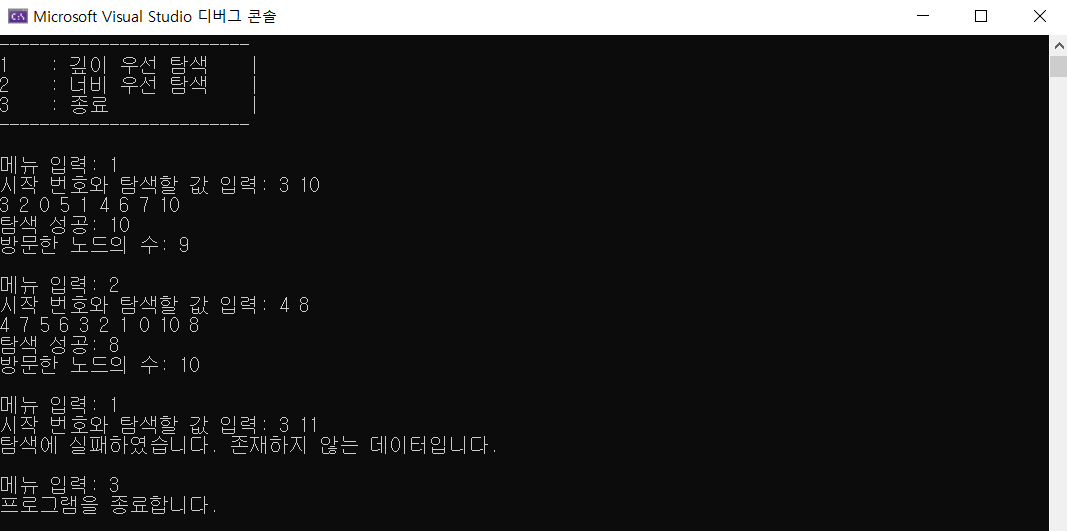 Microsoft Visual Studio 디버그 콘솔
-------------------------
1    : 깊이 우선 탐색    |
2    : 너비 우선 탐색    |
3    : 종료              |
-------------------------
메뉴 입력: 1
시작 번호와 탐색할 값 입력: 3 10
3 2 0 5 1 4 6 7 10
탐색 성공: 10
방문한 노드의 수: 9
메뉴 입력: 2
시작 번호와 탐색할 값 입력: 4 8
4 7 5 6 3 2 1 0 10 8
탐색 성공: 8
방문한 노드의 수: 10
메뉴 입력: 1
시작 번호와 탐색할 값 입력: 3 11
탐색에 실패하였습니다. 존재하지 않는 데이터입니다.
메뉴 입력: 3
프로그램을 종료합니다.